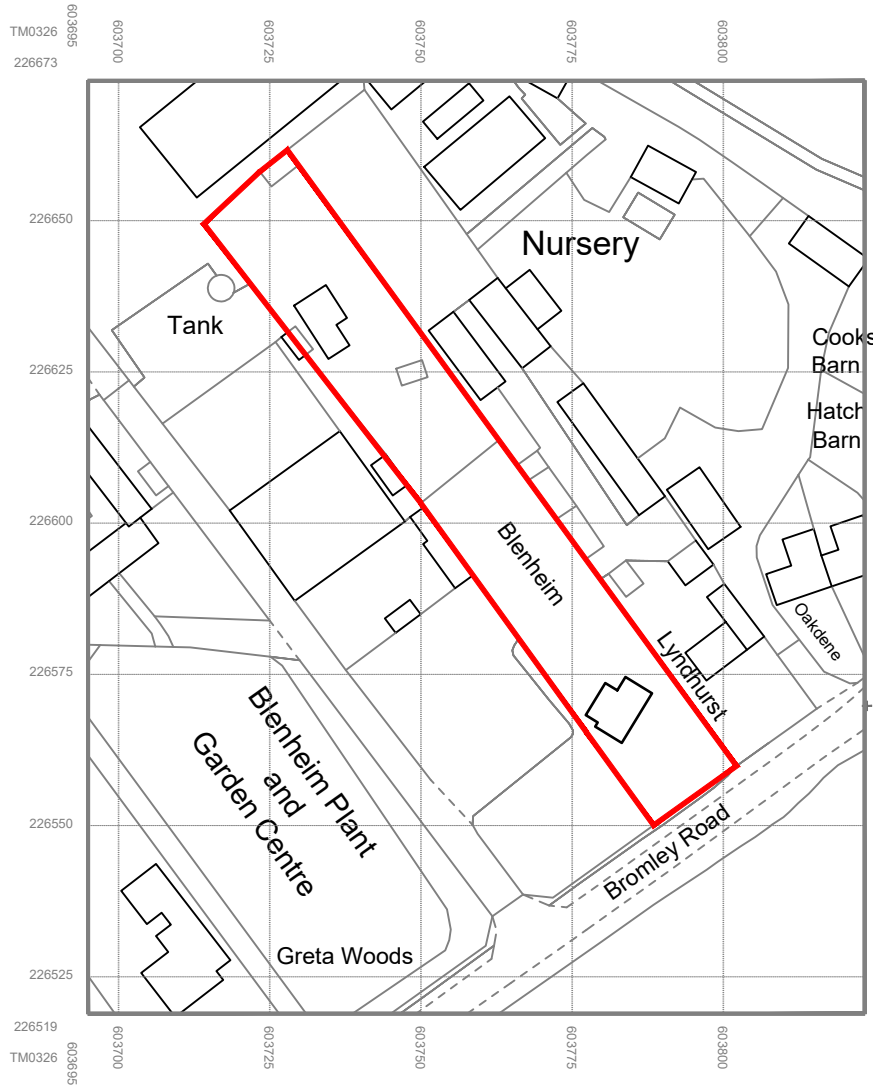 TM0326
603695
226673
603700
603725
603750
603775
603800
226650
Nursery
Tank
Cooks
Barn
226625
Hatch
Barn
226600
Blenheim
Oakdene
Lyndhurst
226575
Blenheim Plant
and
Garden Centre
226550
Bromley Road
Greta Woods
226525
226519
TM0326
603695
603700
603725
603750
603775
603800